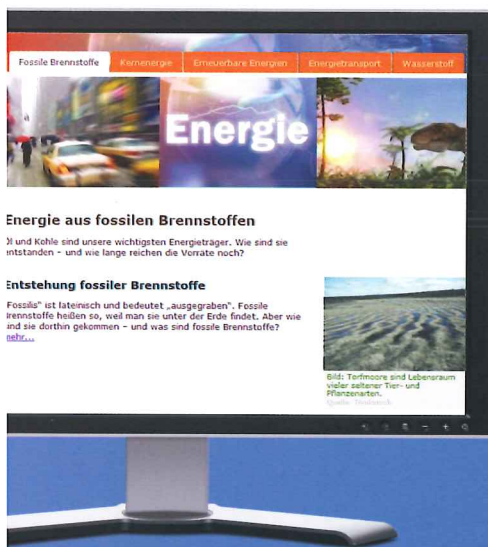 Fossile Brennstoffe Kernenergie Erneuerbare Energien Energietransport Wasserstoff
Energie
Energie aus fossilen Brennstoffen
Öl und Kohle sind unsere wichtigsten Energieträger. Wie sind sie
entstanden – und wie lange reichen die Vorräte noch?
Entstehung fossiler Brennstoffe
"Fossilis" ist lateinisch und bedeutet „ausgegraben". Fossile
Brennstoffe heißen so, weil man sie unter der Erde findet. Aber wie
sind sie dorthin gekommen – und was sind fossile Brennstoffe?
mehr...
Bild: Torfmoore sind Lebensraum
vieler seltener Tier- und
Pflanzenarten.
Quelle: